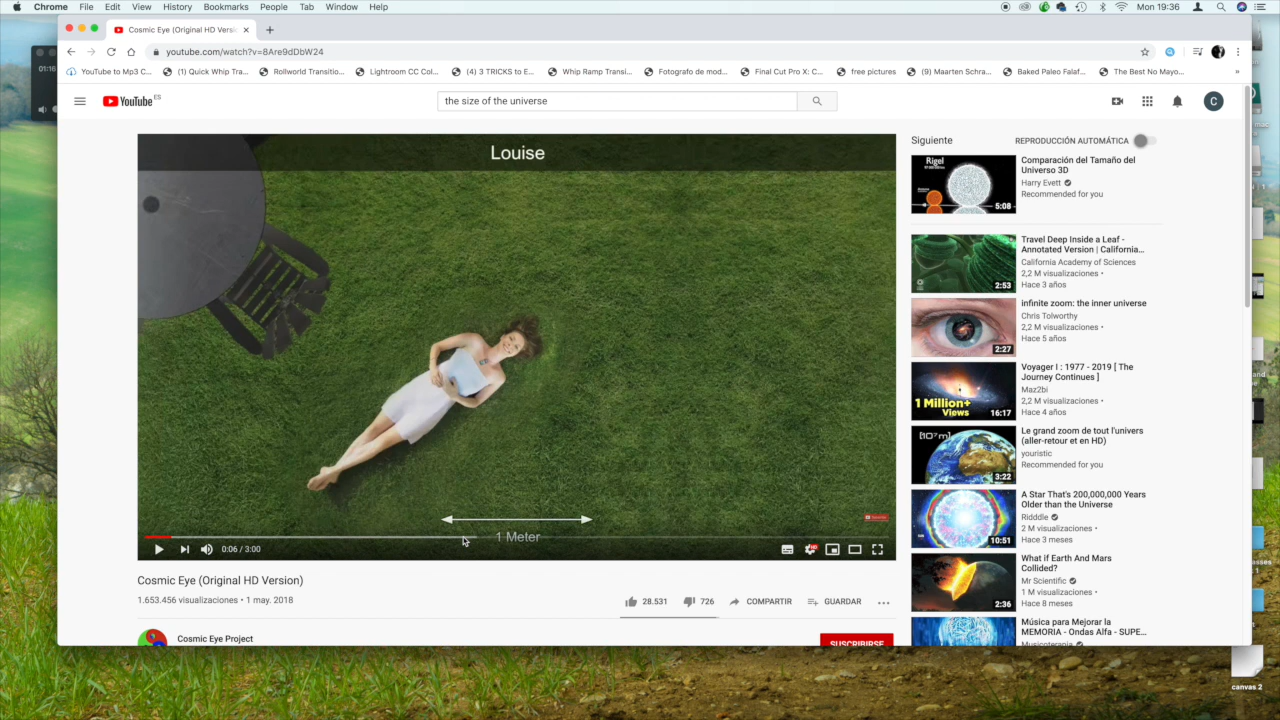 Chrome File Edit View History Bookmarks People Tab Window Help Mon 19:36
01:16
Cosmic Eye (Original HD Versi
youtube.com/watch?v=8Are9dDbW24
YouTube to Mp3 C... (1) Quick Whip Tra... Rollworld Transitio... Lightroom CC Col... (4) 3 TRICKS to E... Whip Ramp Transi... Fotografo de mod... Final Cut Pro X: C... free pictures (9) Maarten Schra... Baked Paleo Falaf... The Best No Mayo... »
YouTube ES
the size of the universe
C
Louise
1 Meter
0:06 / 3:00
HD
Cosmic Eye (Original HD Version)
1.653.456 visualizaciones • 1 may. 2018
28.531 726 COMPARTIR GUARDAR
Cosmic Eye Project
SUSCRIBIRSE
Siguiente REPRODUCCIÓN AUTOMÁTICA
Rigel
5:08
Comparación del Tamaño del
Universo 3D
Harry Evett
Recommended for you
2:53
Travel Deep Inside a Leaf -
Annotated Version | California...
California Academy of Sciences
2,2 M visualizaciones •
Hace 3 años
2:27
infinite zoom: the inner universe
Chris Tolworthy
2,2 M visualizaciones •
Hace 5 años
1 Million+
Views
16:17
Voyager I : 1977 - 2019 [ The
Journey Continues ]
Maz2bi
2,2 M visualizaciones •
Hace 4 años
[10⁷m]
3:22
Le grand zoom de tout l'univers
(aller-retour et en HD)
youristic
Recommended for you
10:51
A Star That's 200,000,000 Years
Older than the Universe
Ridddle
2 M visualizaciones •
Hace 3 meses
2:36
What if Earth And Mars
Collided?
Mr Scientific
1 M visualizaciones •
Hace 8 meses
Música para Mejorar la
MEMORIA - Ondas Alfa - SUPE...
Musicoterapia
canvas 2